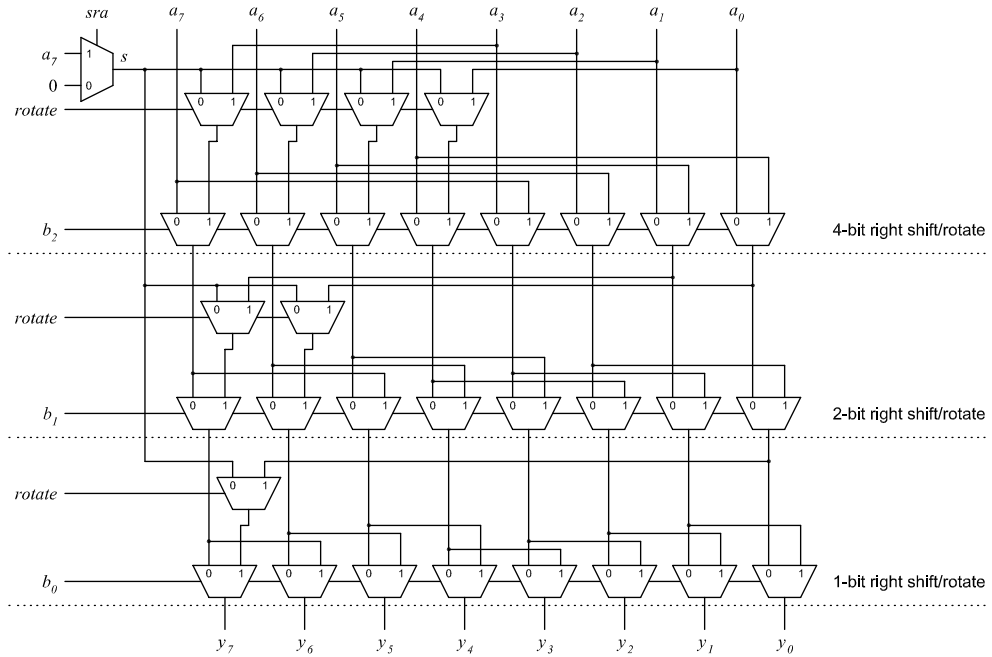 sra a₇ a₆ a₅ a₄ a₃ a₂ a₁ a₀
a₇ 1 s
0 0
rotate 0 1 0 1 0 1 0 1
b₂ 0 1 0 1 0 1 0 1 0 1 0 1 0 1 0 1 4-bit right shift/rotate
rotate 0 1 0 1
b₁ 0 1 0 1 0 1 0 1 0 1 0 1 0 1 0 1 2-bit right shift/rotate
rotate 0 1
b₀ 0 1 0 1 0 1 0 1 0 1 0 1 0 1 0 1 1-bit right shift/rotate
y₇ y₆ y₅ y₄ y₃ y₂ y₁ y₀